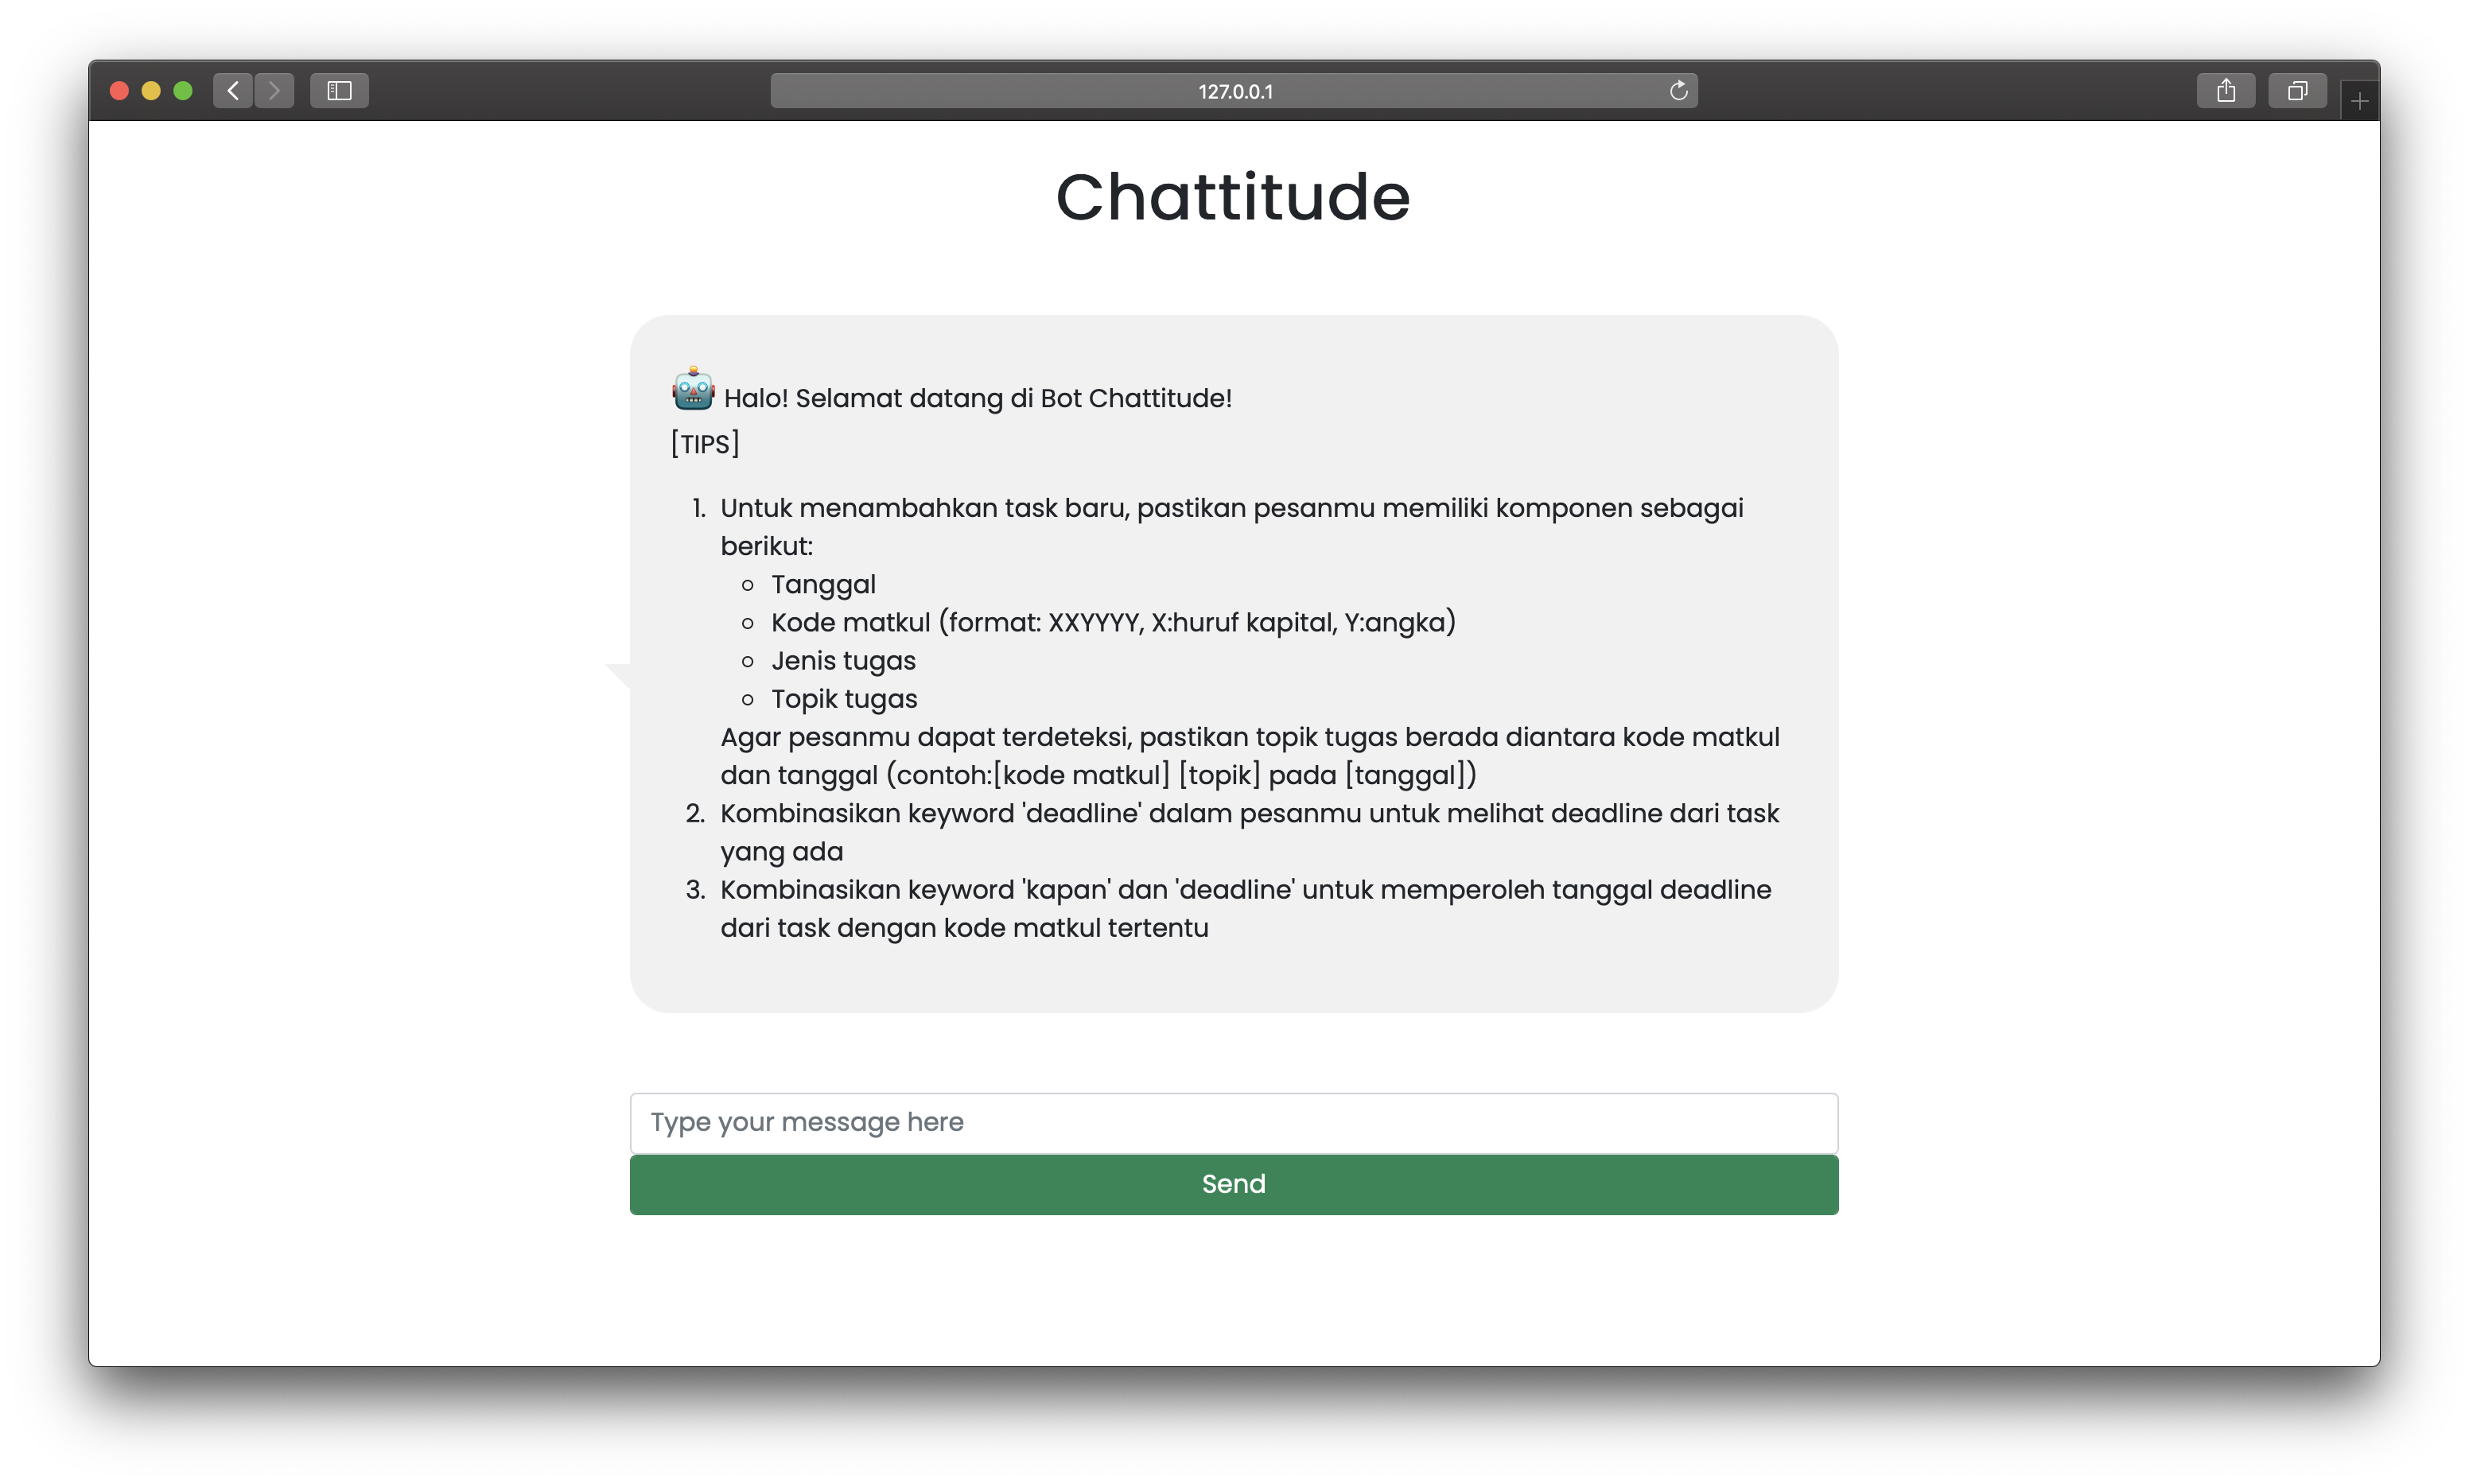 127.0.0.1
Chattitude
Halo! Selamat datang di Bot Chattitude!
[TIPS]
1. Untuk menambahkan task baru, pastikan pesanmu memiliki komponen sebagai
berikut:
Tanggal
Kode matkul (format: XXYYYY, X:huruf kapital, Y:angka)
Jenis tugas
Topik tugas
Agar pesanmu dapat terdeteksi, pastikan topik tugas berada diantara kode matkul
dan tanggal (contoh:[kode matkul] [topik] pada [tanggal])
2. Kombinasikan keyword 'deadline' dalam pesanmu untuk melihat deadline dari task
yang ada
3. Kombinasikan keyword 'kapan' dan 'deadline' untuk memperoleh tanggal deadline
dari task dengan kode matkul tertentu
Type your message here
Send